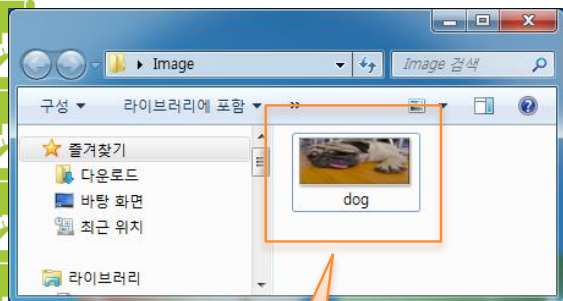 Image
Image 검색
구성 ▼ 라이브러리에 포함 ▼ »
즐겨찾기
다운로드
바탕 화면
최근 위치
라이브러리
dog